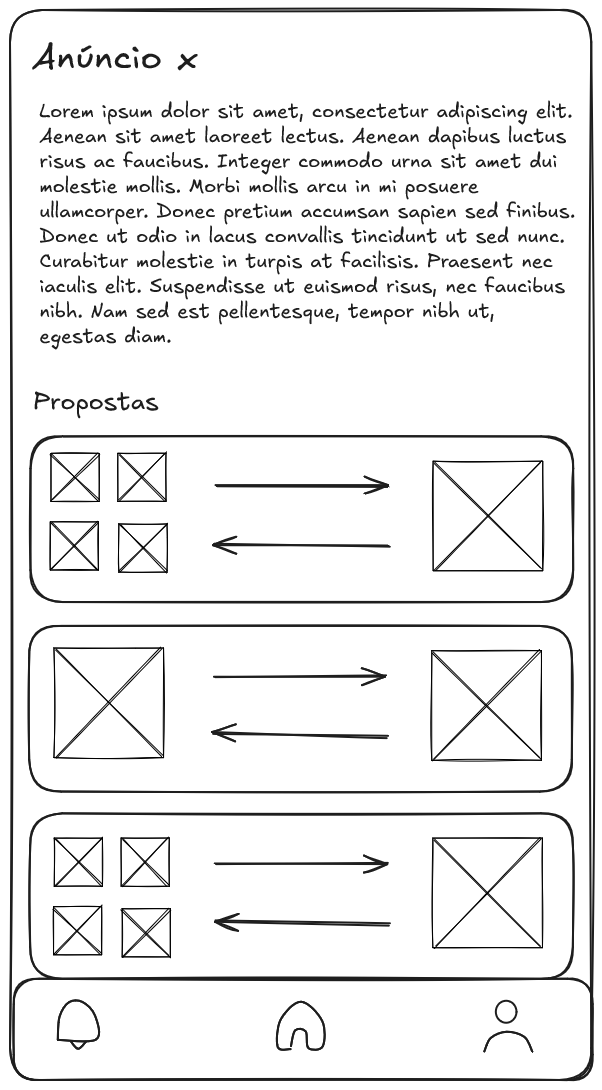 Anúncio x
Lorem ipsum dolor sit amet, consectetur adipiscing elit.
Aenean sit amet laoreet lectus. Aenean dapibus luctus
risus ac faucibus. Integer commodo urna sit amet dui
molestie mollis. Morbi mollis arcu in mi posuere
ullamcorper. Donec pretium accumsan sapien sed finibus.
Donec ut odio in lacus convallis tincidunt ut sed nunc.
Curabitur molestie in turpis at facilisis. Praesent nec
iaculis elit. Suspendisse ut euismod risus, nec faucibus
nibh. Nam sed est pellentesque, tempor nibh ut,
egestas diam.
Propostas